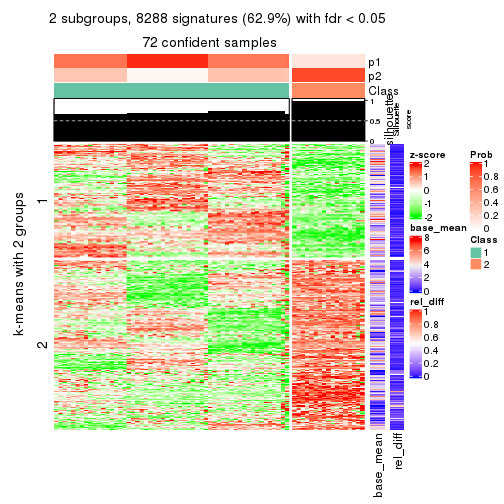 2 subgroups, 8288 signatures (62.9%) with fdr < 0.05
72 confident samples
p1
p2
Class
silhouette
Silhouette
score
1
0.5
0
k-means with 2 groups
1
2
z-score
2
1
0
-1
-2
base_mean
8
6
4
2
0
rel_diff
1
0.8
0.6
0.4
0.2
0
Prob
1
0.8
0.6
0.4
0.2
0
Class
1
2
base_mean
rel_diff